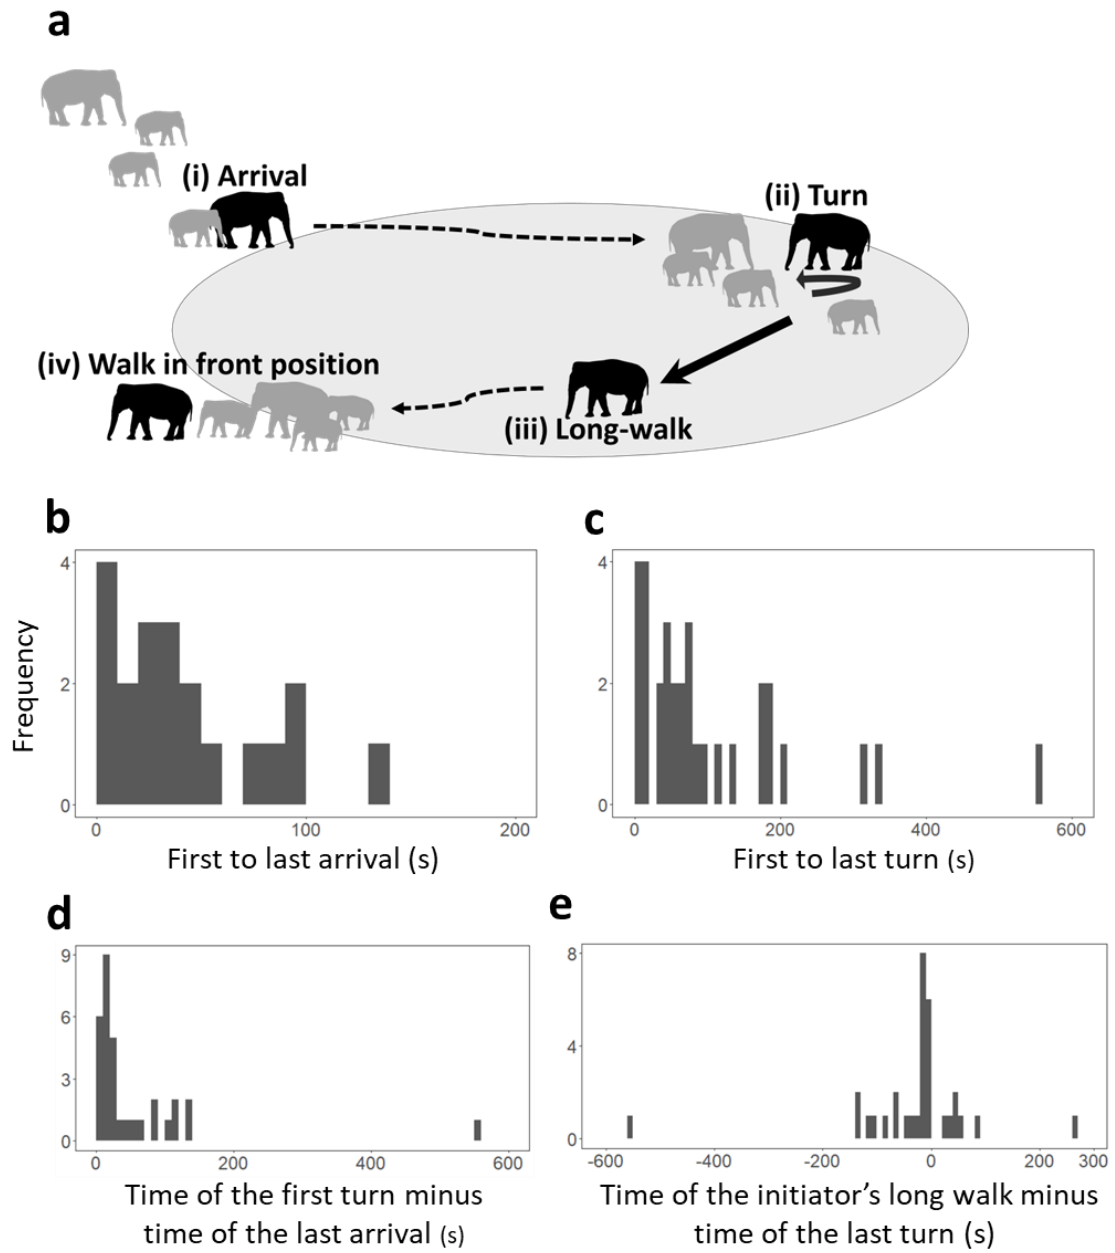 a
(i) Arrival
(ii) Turn
(iv) Walk in front position
(iii) Long-walk
b
4
2
0
Frequency
0 100 200
First to last arrival (s)
c
4
2
0
0 200 400 600
First to last turn (s)
d
9
6
3
0
0 200 400 600
Time of the first turn minus
time of the last arrival (s)
e
8
4
0
-600 -400 -200 0 200 300
Time of the initiator’s long walk minus
time of the last turn (s)